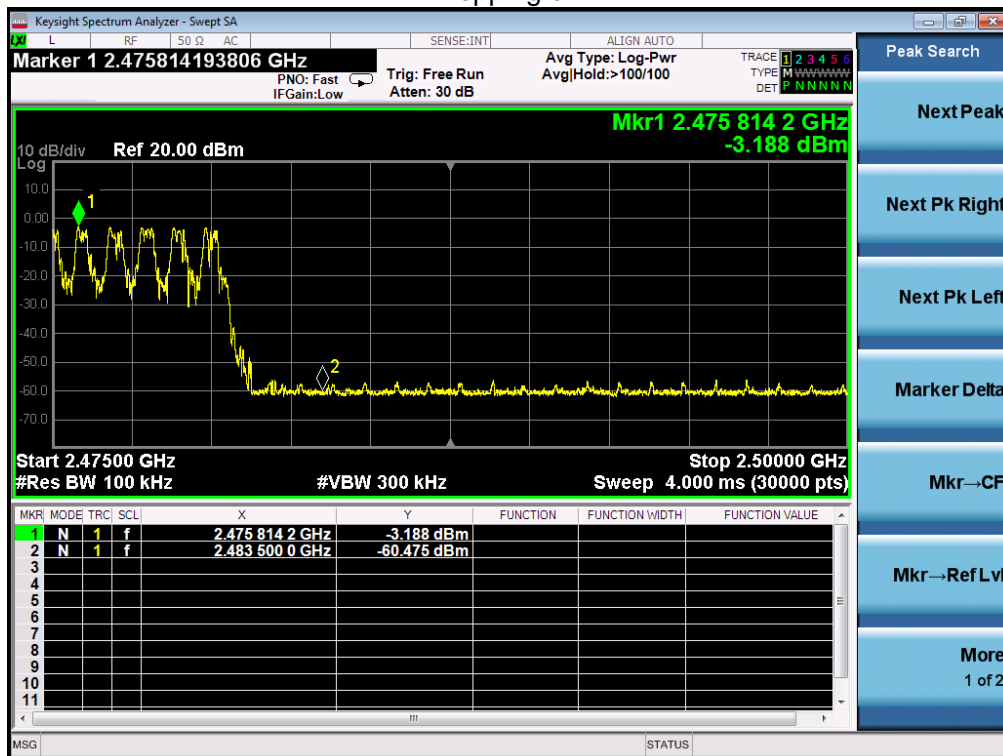 Keysight Spectrum Analyzer - Swept SA
LXI L RF 50 Ω AC SENSE:INT ALIGN AUTO
Marker 1 2.475814193806 GHz
PNO: Fast
IFGain:Low
Trig: Free Run
Atten: 30 dB
Avg Type: Log-Pwr
Avg|Hold:>100/100
TRACE 1 2 3 4 5 6
TYPE M WWWWW
DET P N N N N N
Mkr1 2.475 814 2 GHz
-3.188 dBm
10 dB/div Ref 20.00 dBm
Log
10.0
0.00
-10.0
-20.0
-30.0
-40.0
-50.0
-60.0
-70.0
1
2
Start 2.47500 GHz Stop 2.50000 GHz
#Res BW 100 kHz #VBW 300 kHz Sweep 4.000 ms (30000 pts)
MKR MODE TRC SCL X Y FUNCTION FUNCTION WIDTH FUNCTION VALUE
1 N 1 f 2.475 814 2 GHz -3.188 dBm
2 N 1 f 2.483 500 0 GHz -60.475 dBm
3
4
5
6
7
8
9
10
11
MSG STATUS
Peak Search
Next Peak
Next Pk Right
Next Pk Left
Marker Delta
Mkr→CF
Mkr→Ref Lvl
More
1 of 2